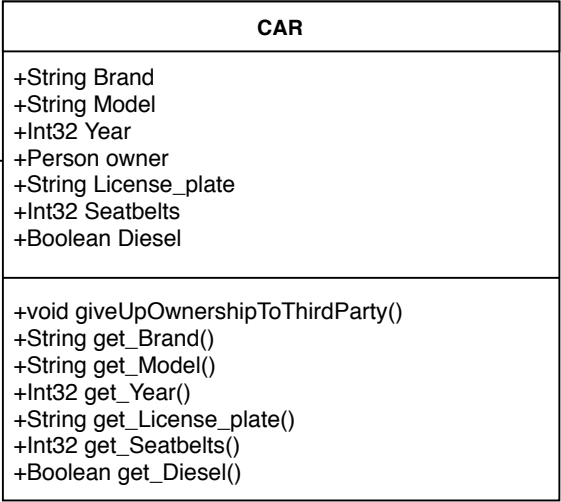 CAR
+String Brand
+String Model
+Int32 Year
+Person owner
+String License_plate
+Int32 Seatbelts
+Boolean Diesel
+void giveUpOwnershipToThirdParty()
+String get_Brand()
+String get_Model()
+Int32 get_Year()
+String get_License_plate()
+Int32 get_Seatbelts()
+Boolean get_Diesel()